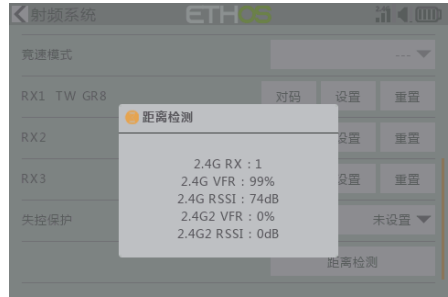 射频系统 ETHOS
竞速模式 ---
RX1 TW GR8 对码 设置 重置
距离检测
RX2 设置 重置
2.4G RX : 1
2.4G VFR : 99%
RX3 设置 重置
2.4G RSSI : 74dB
2.4G2 VFR : 0%
失控保护 未设置
2.4G2 RSSI : 0dB
距离检测